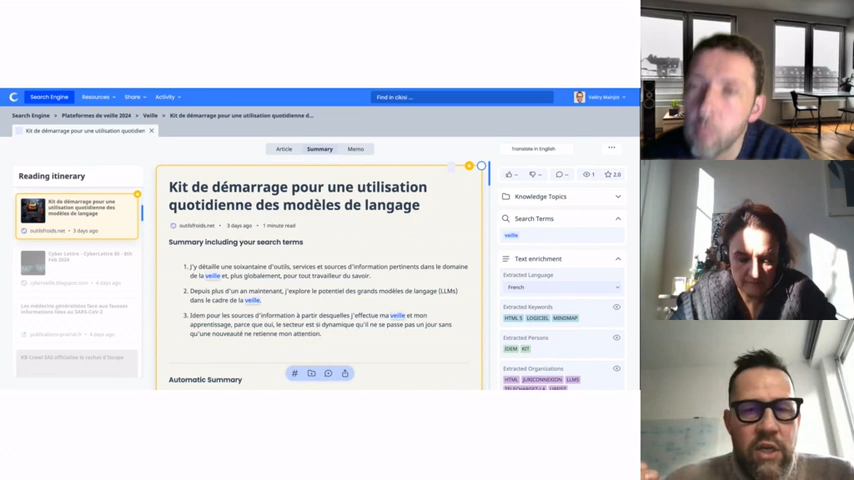 Search Engine
Resources
Share
Activity
Find in cikisi ...
Valéry Mainjot
Search Engine > Plateformes de veille 2024 > Veille > Kit de démarrage pour une utilisation quotidienne d...
Kit de démarrage pour une utilisation quotidien
Article
Summary
Memo
Translate in English
...
Reading itinerary
Kit de démarrage pour une utilisation quotidienne des modèles de langage
outilsfroids.net • 3 days ago
Cyber Lettre - CyberLettre 80 - 8th Feb 2024
cyberveille.blogspot.com • 4 days ago
Les médecins généralistes face aux fausses informations liées au SARS-CoV-2
• 4 days ago
KB Crawl SAS officialise le rachat d'Inoope
Kit de démarrage pour une utilisation
quotidienne des modèles de langage
outilsfroids.net • 3 days ago • 1 minute read
Summary including your search terms
1. J'y détaille une soixantaine d'outils, services et sources d'information pertinents dans le domaine
de la veille et, plus globalement, pour tout travailleur du savoir.
2. Depuis plus d'un an maintenant, j'explore le potentiel des grands modèles de langage (LLMs)
dans le cadre de la veille.
3. Idem pour les sources d'information à partir desquelles j'effectue ma veille et mon
apprentissage, parce que oui, le secteur est si dynamique qu'il ne se passe pas un jour sans
qu'une nouveauté ne retienne mon attention.
Automatic Summary
1
2.0
Knowledge Topics
Search Terms
veille
Text enrichment
Extracted Language
French
Extracted Keywords
HTML 5 LOGICIEL MINDMAP
Extracted Persons
IDEM KIT
Extracted Organizations
HTML JURICONNEXION LLMS